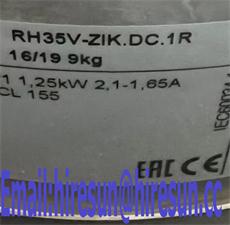 RH35V-ZIK.DC.1R
16/19 9kg
1 1,25kW 2,1-1,65A
CL 155
IEC60034
EAC CE
Email:hiresun@hiresun.cc